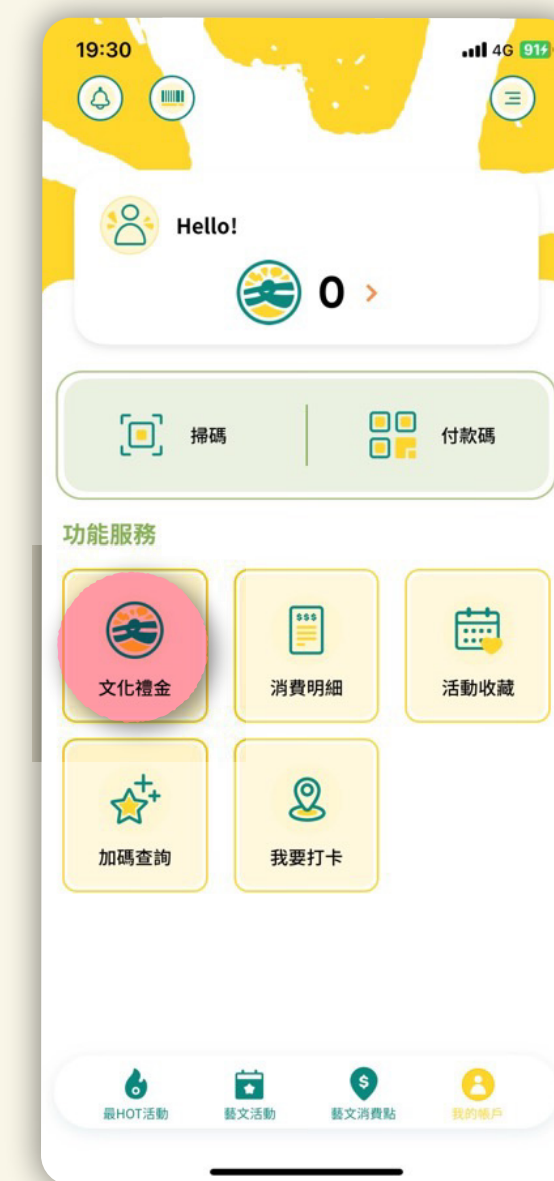 19:30
4G 91
Hello!
0
掃碼
付款碼
功能服務
文化禮金
$$$
消費明細
活動收藏
加碼查詢
我要打卡
$
最HOT活動
藝文活動
藝文消費點
我的帳戶